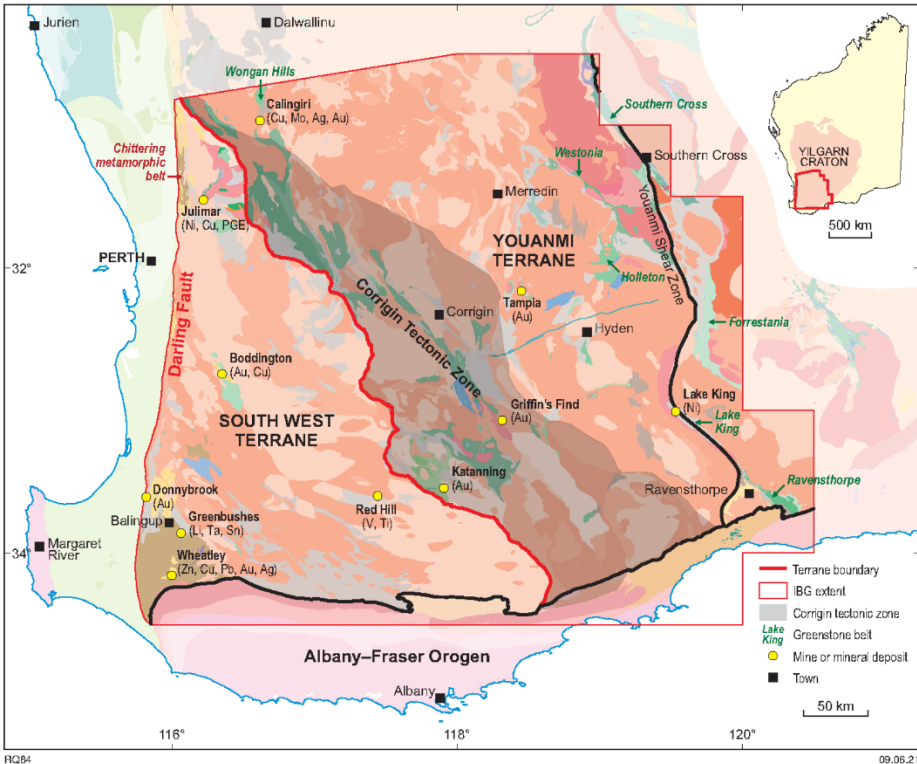 Jurien
Dalwallinu
Wongan Hills
Calingiri
(Cu, Mo, Ag, Au)
Southern Cross
Southern Cross
Westonia
Chittering
metamorphic
belt
Merredin
Julimar
(Ni, Cu, PGE)
YILGARN
CRATON
500 km
YOUANMI
TERRANE
Youanmi Shear Zone
32°
PERTH
Holleton
Darling Fault
Corrigin Tectonic Zone
Corrigin
Tampia
(Au)
Hyden
Forrestania
Boddington
(Au, Cu)
SOUTH WEST
TERRANE
Griffin's Find
(Au)
Lake King
(Ni)
Lake
King
Katanning
(Au)
Ravensthorpe
Ravensthorpe
Donnybrook
(Au)
Balingup
Greenbushes
(Li, Ta, Sn)
Red Hill
(V, Ti)
34°
Margaret
River
Wheatley
(Zn, Cu, Pb, Au, Ag)
Albany–Fraser Orogen
Albany
Terrane boundary
IBG extent
Corrigin tectonic zone
Lake
King
Greenstone belt
Mine or mineral deposit
Town
50 km
116°
118°
120°
RQ84
09.06.21